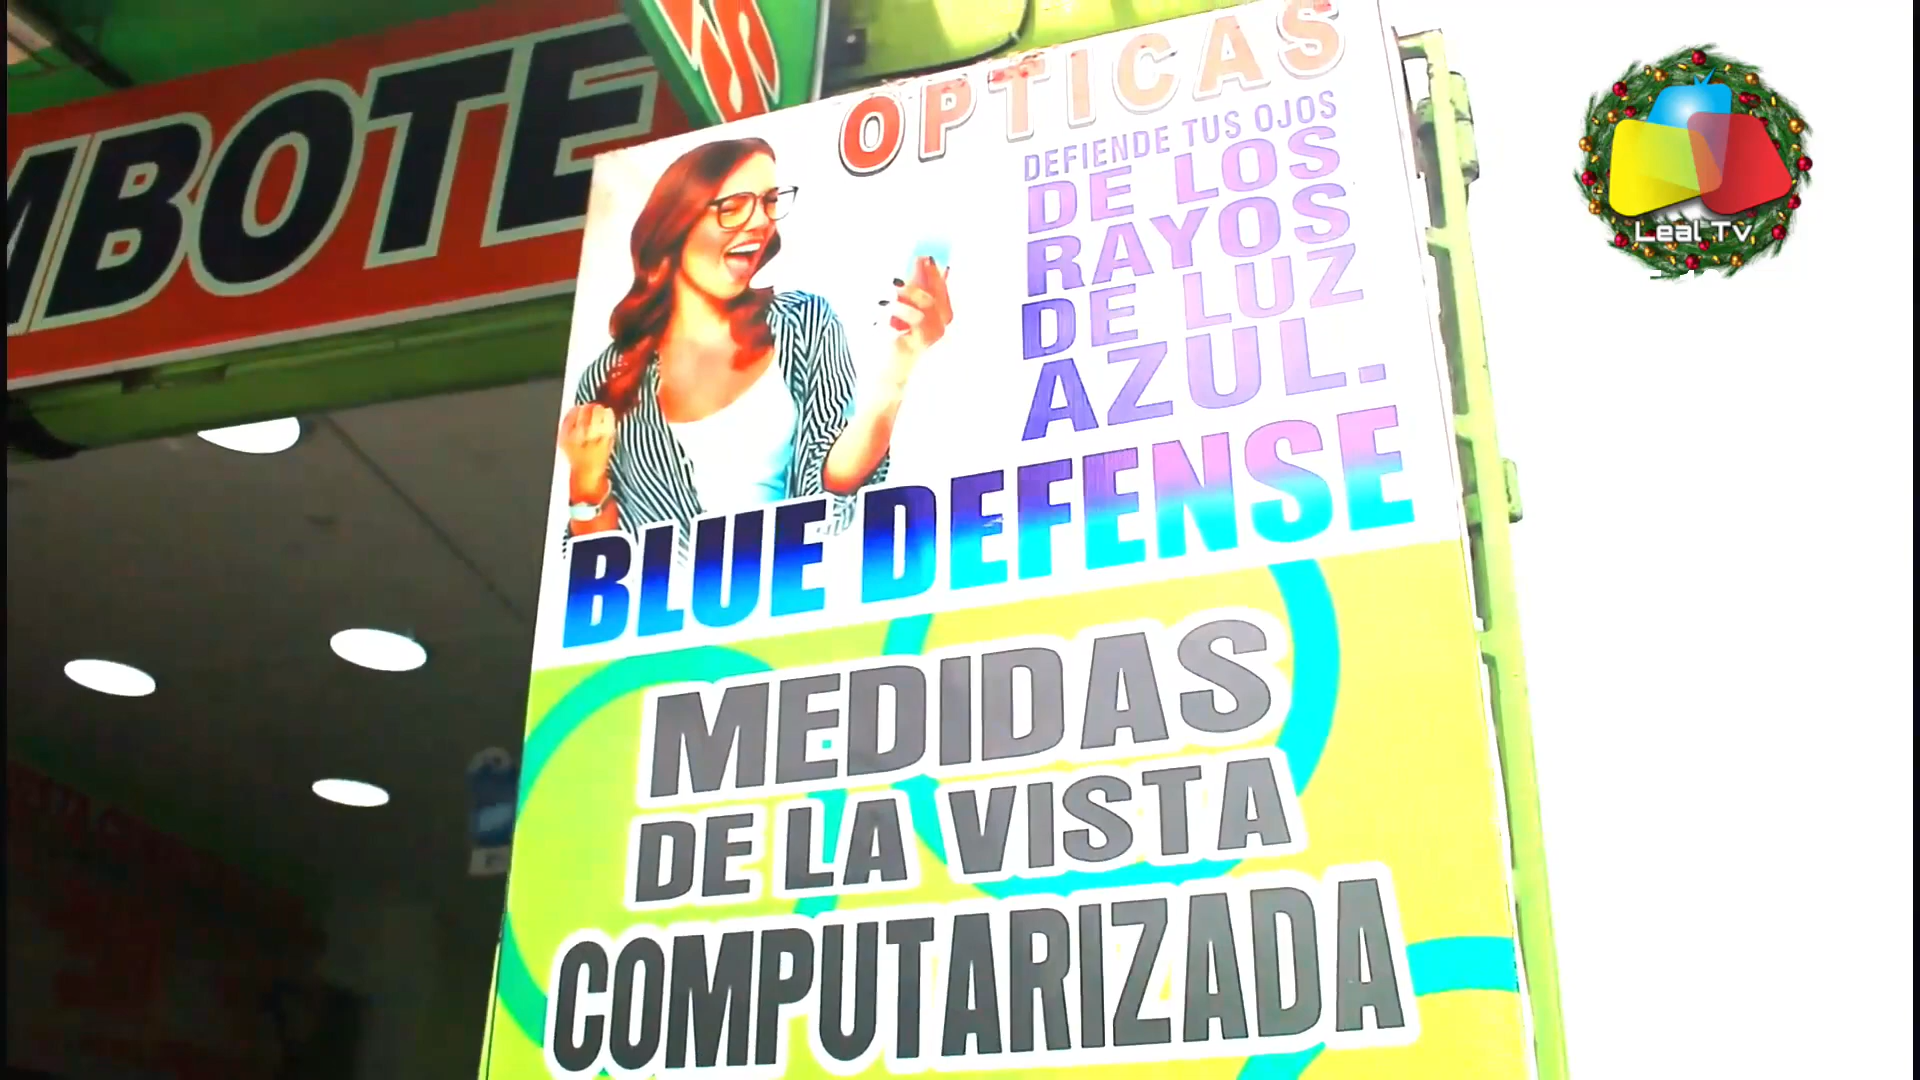 MBOTE
OPTICAS
DEFIENDE TUS OJOS
DE LOS
RAYOS
DE LUZ
AZUL.
BLUE DEFENSE
MEDIDAS
DE LA VISTA
COMPUTARIZADA
Leal TV